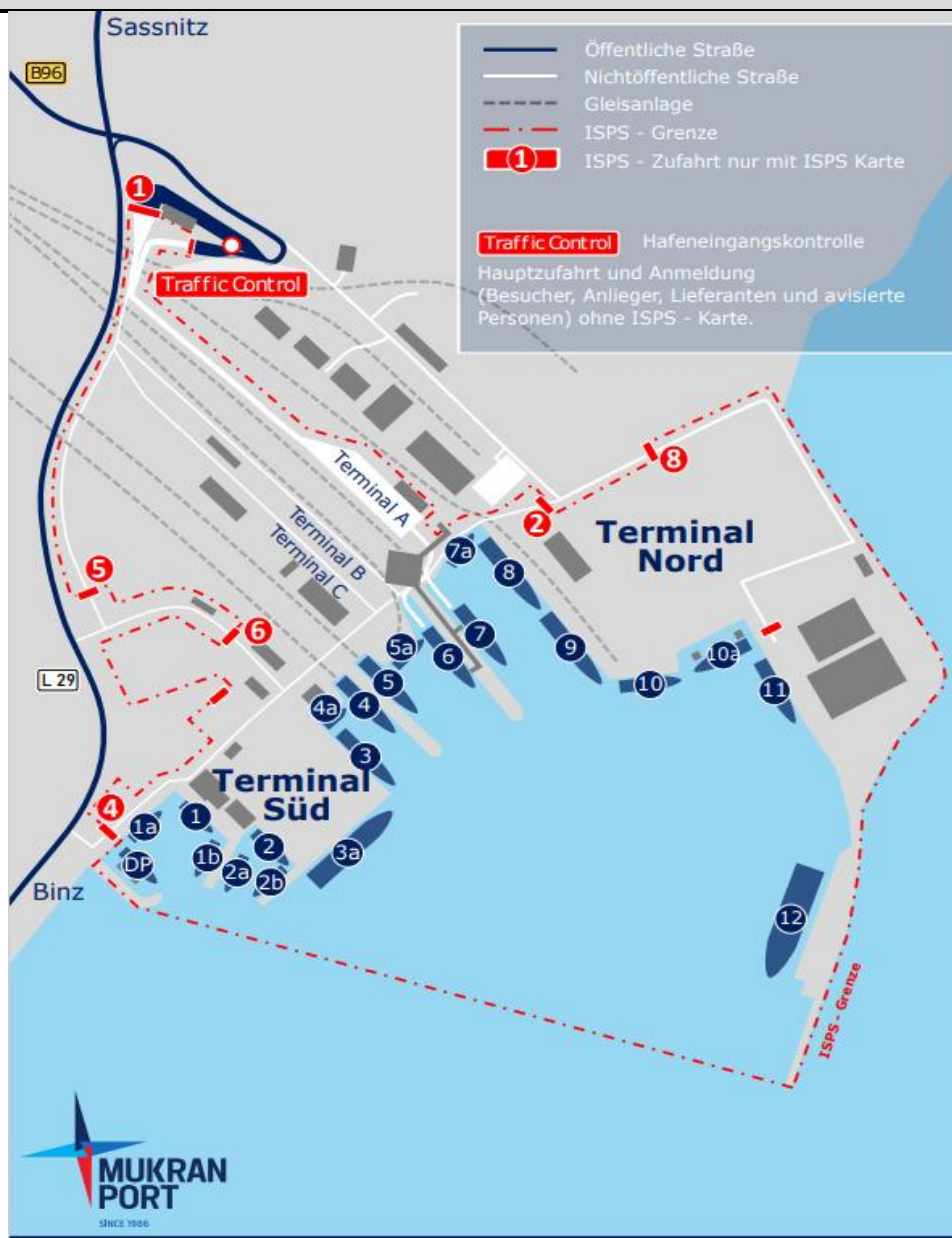 Sassnitz
B96
Öffentliche Straße
Nichtöffentliche Straße
Gleisanlage
ISPS - Grenze
1
ISPS - Zufahrt nur mit ISPS Karte
Traffic Control
Hafeneingangskontrolle
Hauptzufahrt und Anmeldung
(Besucher, Anlieger, Lieferanten und avisierte
Personen) ohne ISPS - Karte.
1
Traffic Control
Terminal A
Terminal B
Terminal C
8
2
Terminal
Nord
5
6
L 29
7a
8
7
9
5a
6
10
10a
11
5
4
4a
3
Terminal
Süd
4
1a
1
DP
1b
2
2a
2b
3a
Binz
12
ISPS - Grenze
MUKRAN
PORT
SINCE 1986